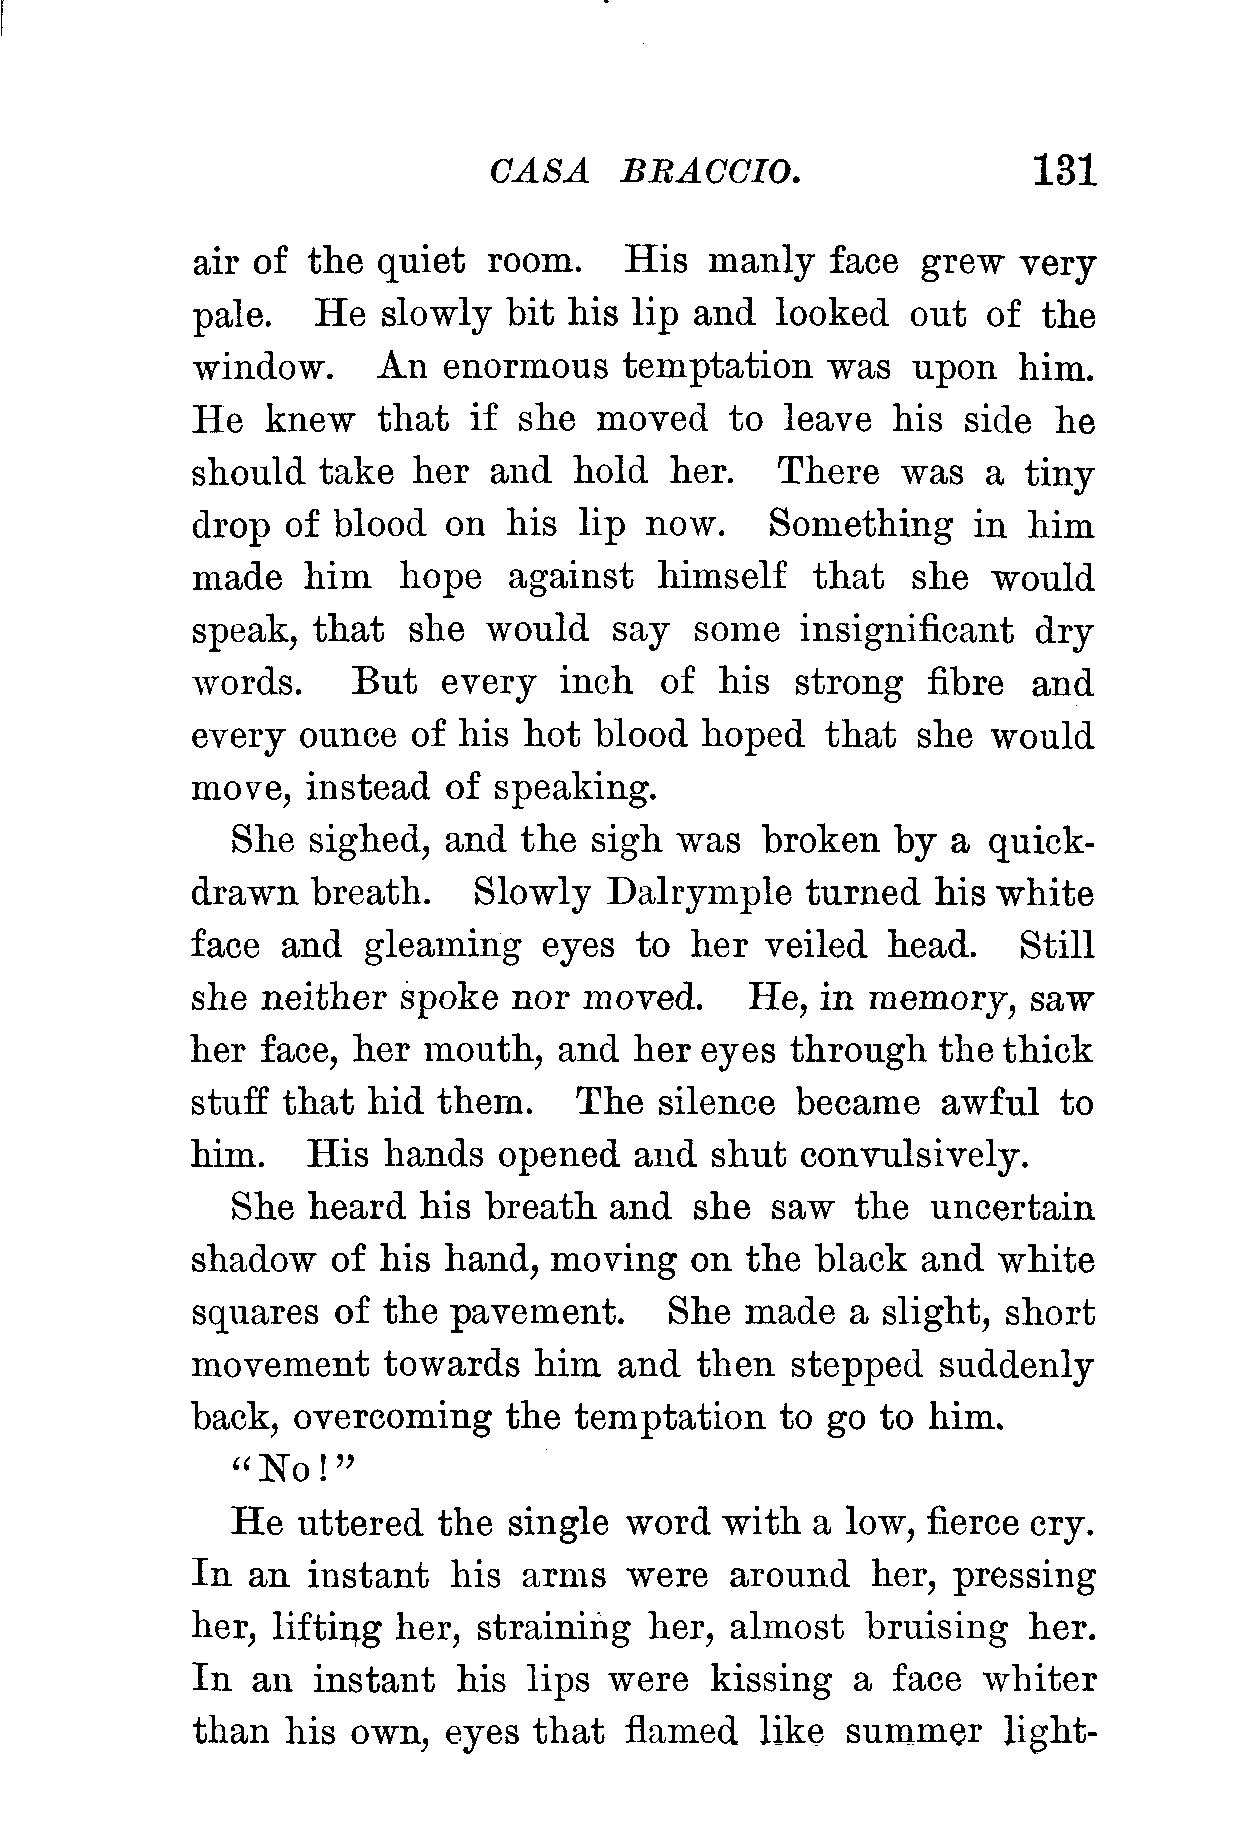 CASA BRACCIO. 131
air of the quiet room. His manly face grew very
pale. He slowly bit his lip and looked out of the
window. An enormous temptation was upon him.
He knew that if she moved to leave his side he
should take her and hold her. There was a tiny
drop of blood on his lip now. Something in him
made him hope against himself that she would
speak, that she would say some insignificant dry
words. But every inch of his strong fibre and
every ounce of his hot blood hoped that she would
move, instead of speaking.
She sighed, and the sigh was broken by a quick-
drawn breath. Slowly Dalrymple turned his white
face and gleaming eyes to her veiled head. Still
she neither spoke nor moved. He, in memory, saw
her face, her mouth, and her eyes through the thick
stuff that hid them. The silence became awful to
him. His hands opened and shut convulsively.
She heard his breath and she saw the uncertain
shadow of his hand, moving on the black and white
squares of the pavement. She made a slight, short
movement towards him and then stepped suddenly
back, overcoming the temptation to go to him.
“No!”
He uttered the single word with a low, fierce cry.
In an instant his arms were around her, pressing
her, lifting her, straining her, almost bruising her.
In an instant his lips were kissing a face whiter
than his own, eyes that flamed like summer light-